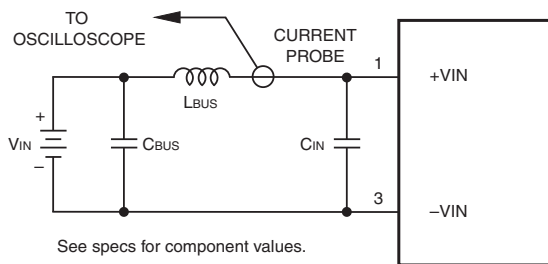 TO
OSCILLOSCOPE
CURRENT
PROBE
1
+VIN
LBUS
+
VIN
–
CBUS
CIN
3
–VIN
See specs for component values.